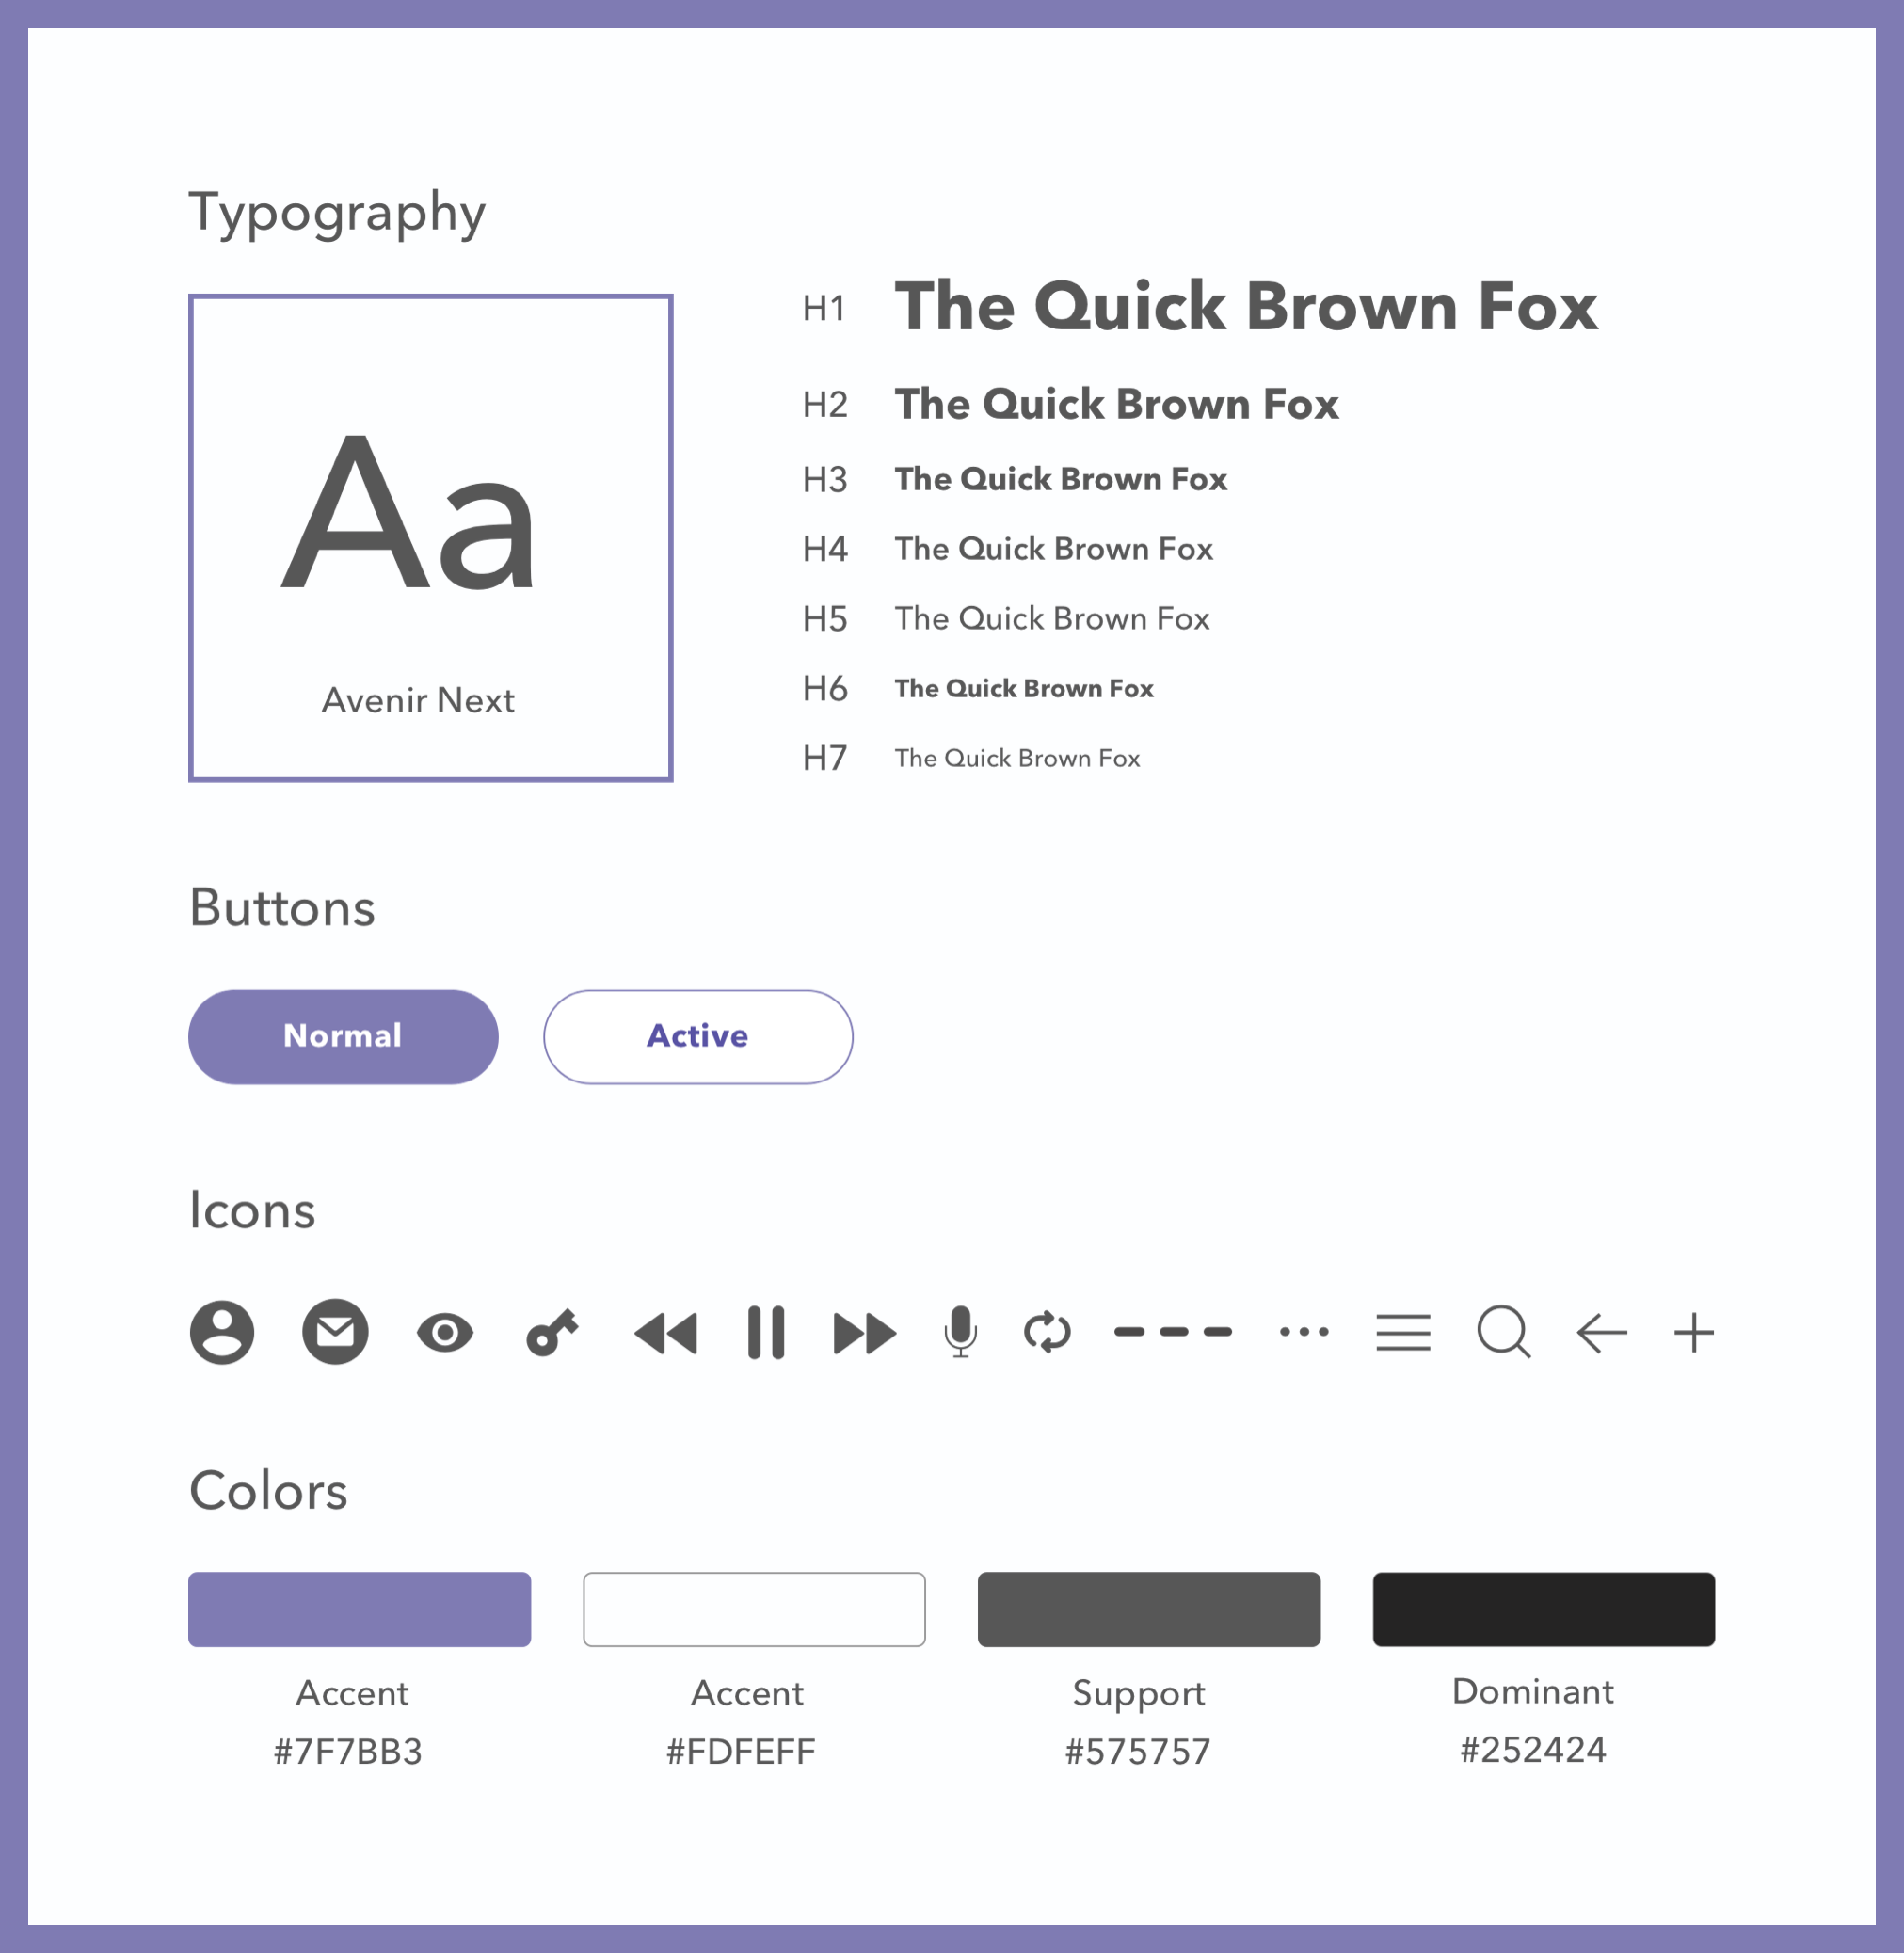 Typography
Aa
Avenir Next
H1 The Quick Brown Fox
H2 The Quick Brown Fox
H3 The Quick Brown Fox
H4 The Quick Brown Fox
H5 The Quick Brown Fox
H6 The Quick Brown Fox
H7 The Quick Brown Fox
Buttons
Normal
Active
Icons
Colors
Accent
#7F7BB3
Accent
#FDFEFF
Support
#575757
Dominant
#252424